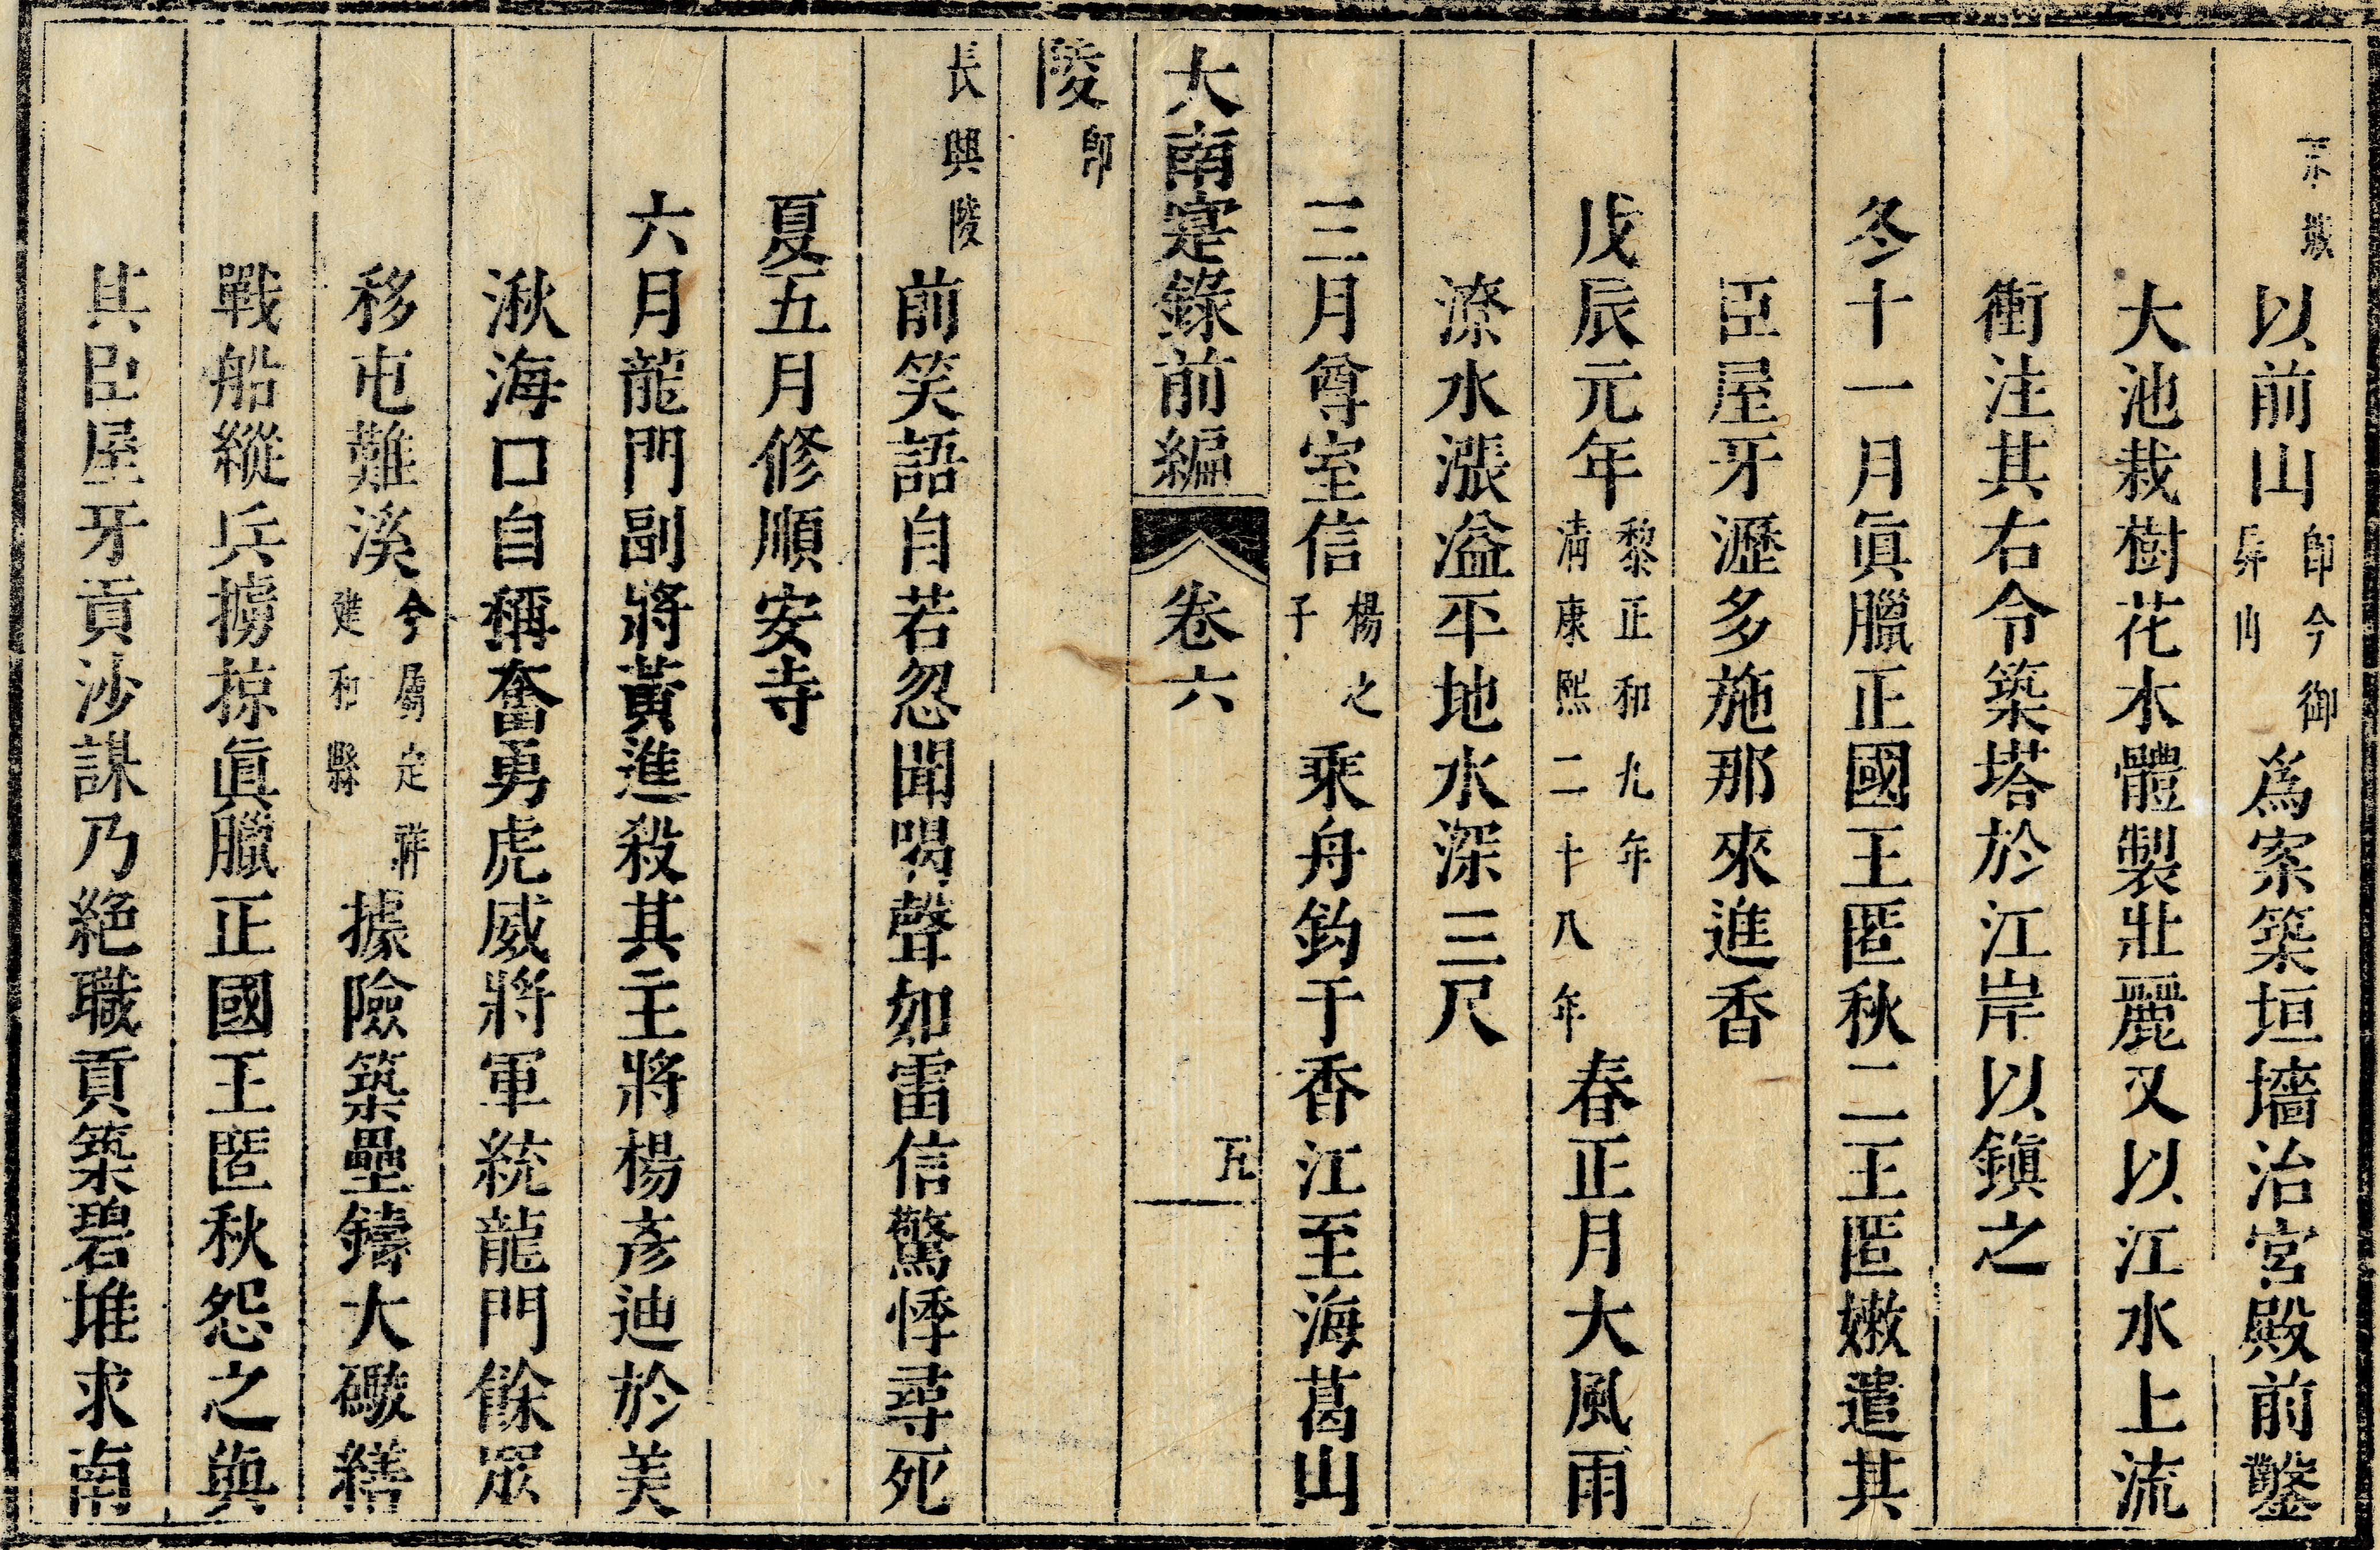 京城以前山即今御屏山為案築垣墻治宮殿前鑿
大池栽樹花木體製壯麗又以江水上流
衝注其右令築塔於江岸以鎮之
冬十一月眞臘正國王匿秋二王匿嫩遣其
臣屋牙瀝多施那來進香
戊辰元年黎正和九年清康熙二十八年春正月大風雨
潦水漲溢平地水深三尺
三月尊室信楊之之子乘舟鈞于香江至海葛山
大南寔錄前編 卷六 九
陵即
長興陵前笑語自若忽聞喝聲如雷信驚悸尋死
夏五月修順安寺
六月龍門副將黃進殺其主將楊彥迪於美
湫海口自稱奮勇虎威將軍統龍門餘眾
移屯難溪今屬定祥建和縣據險築壘鑄大礮繕
戰船縱兵擄掠眞臘正國王匿秋怨之與
其臣屋牙貢沙謀乃絕職貢築碧堆求南